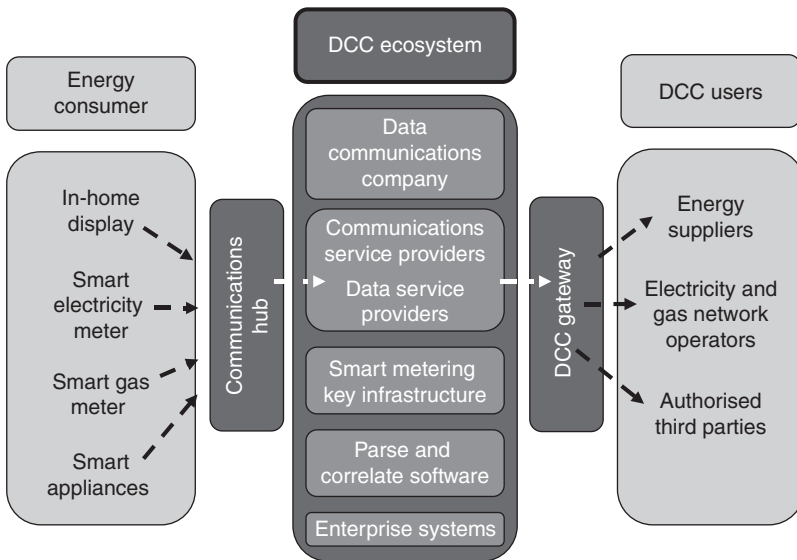 Energy
consumer
In-home
display
Smart
electricity
meter
Smart gas
meter
Smart
appliances
Communications
hub
DCC ecosystem
Data
communications
company
Communications
service providers
Data service
providers
Smart metering
key infrastructure
Parse and
correlate software
Enterprise systems
DCC gateway
DCC users
Energy
suppliers
Electricity and
gas network
operators
Authorised
third parties